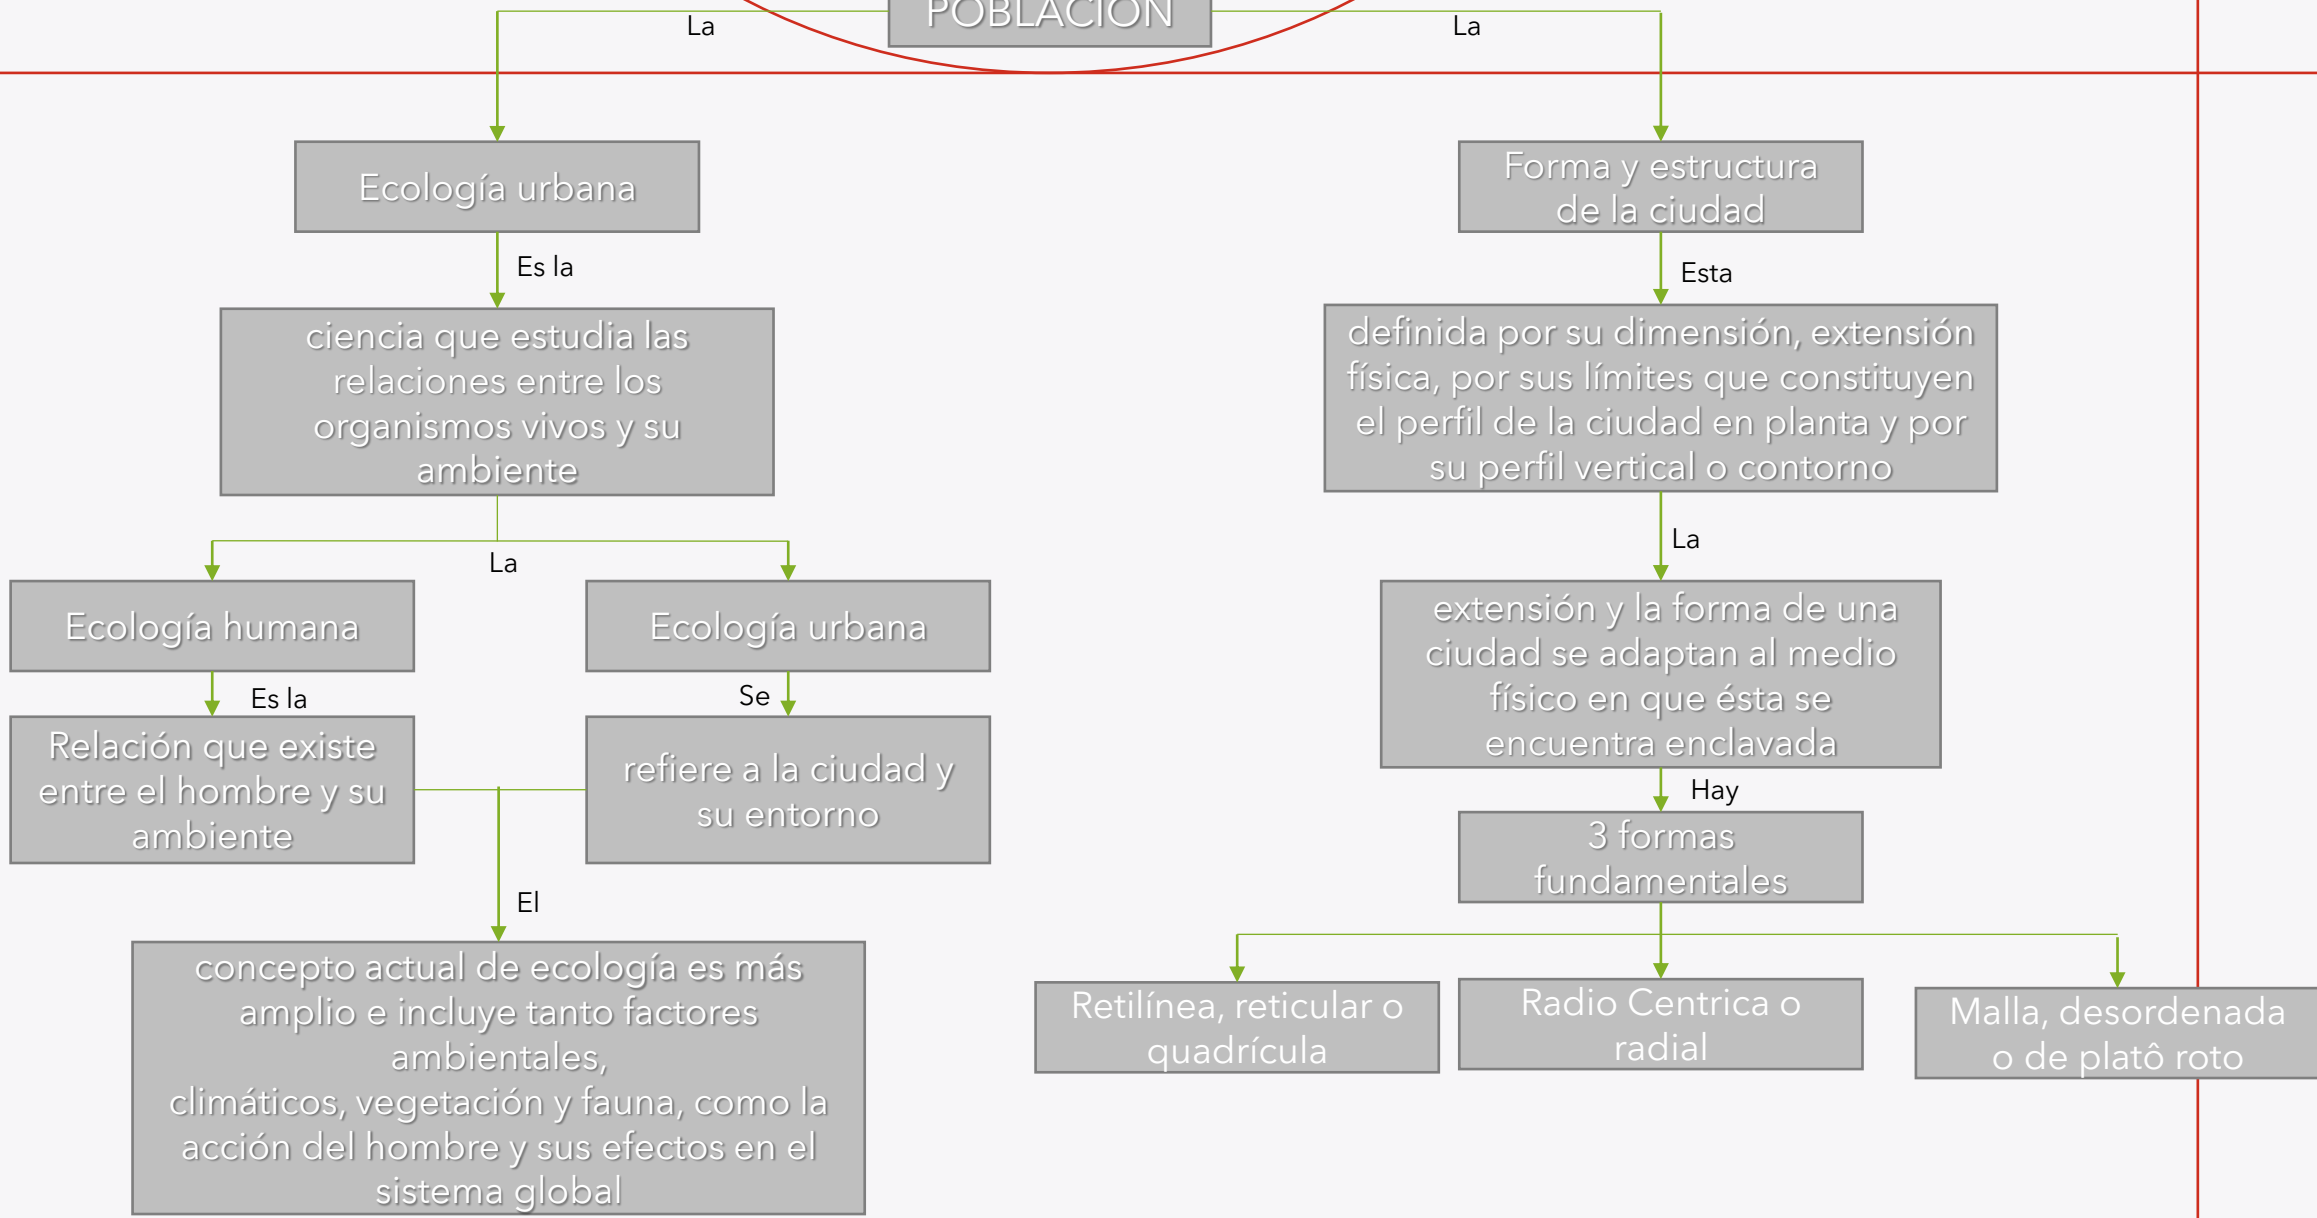 POBLACIÓN
La
La
Ecología urbana
Es la
ciencia que estudia las
relaciones entre los
organismos vivos y su
ambiente
La
Ecología humana
Ecología urbana
Es la
Se
Relación que existe
entre el hombre y su
ambiente
refiere a la ciudad y
su entorno
El
concepto actual de ecología es más
amplio e incluye tanto factores
ambientales,
climáticos, vegetación y fauna, como la
acción del hombre y sus efectos en el
sistema global
Forma y estructura
de la ciudad
Esta
definida por su dimensión, extensión
física, por sus límites que constituyen
el perfil de la ciudad en planta y por
su perfil vertical o contorno
La
extensión y la forma de una
ciudad se adaptan al medio
físico en que ésta se
encuentra enclavada
Hay
3 formas
fundamentales
Retilínea, reticular o
quadrícula
Radio Centrica o
radial
Malla, desordenada
o de platô roto